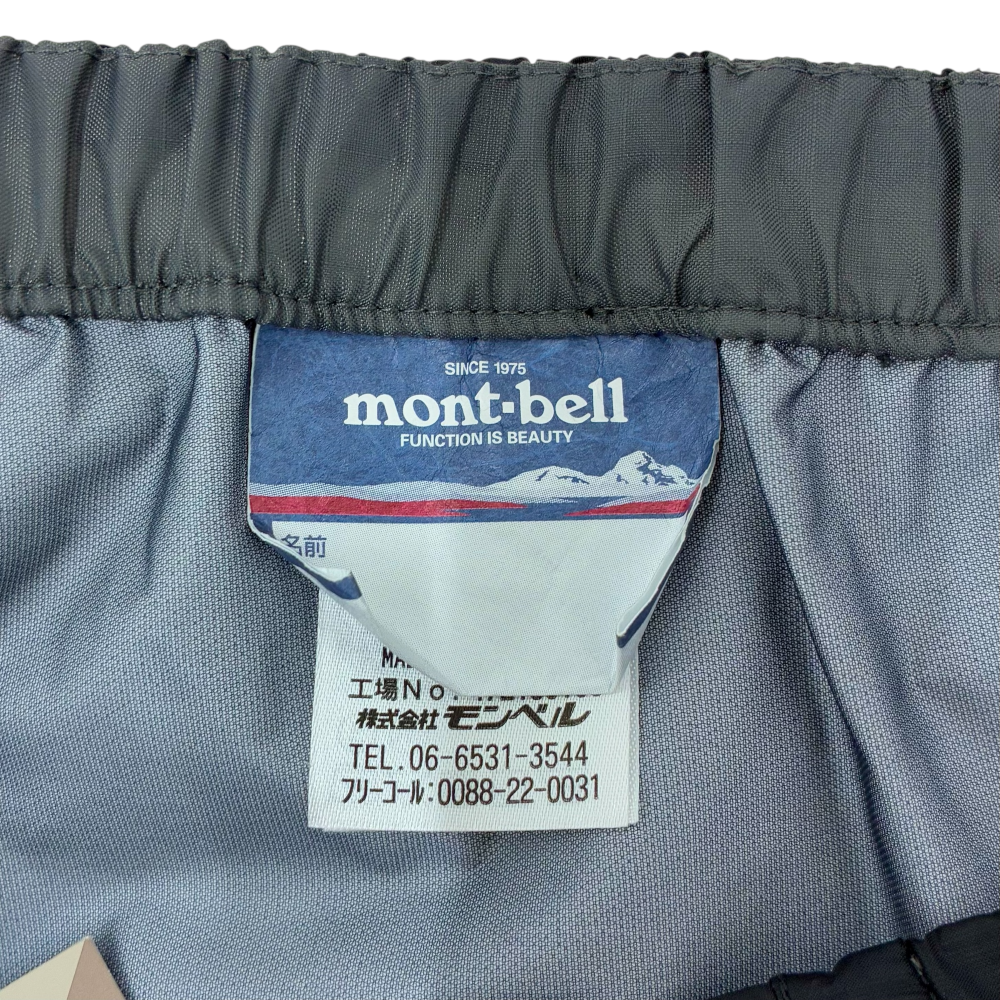 SINCE 1975
mont-bell
FUNCTION IS BEAUTY
名前
工場No
株式会社モンベル
TEL.06-6531-3544
フリーコール:0088-22-0031